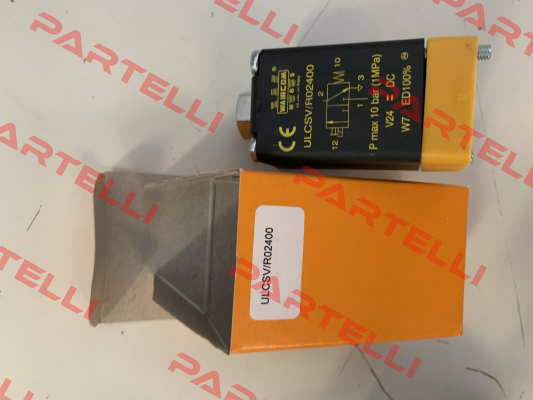 WAIRCOM
ULCSV/R02400
12
2
10
1
3
P max 10 bar (1MPa)
V24 = DC
W7 ED100%
CE
ULCSV/R02400
PARTELLI
PARTELLI
PARTELLI
PARTELLI
PARTELLI